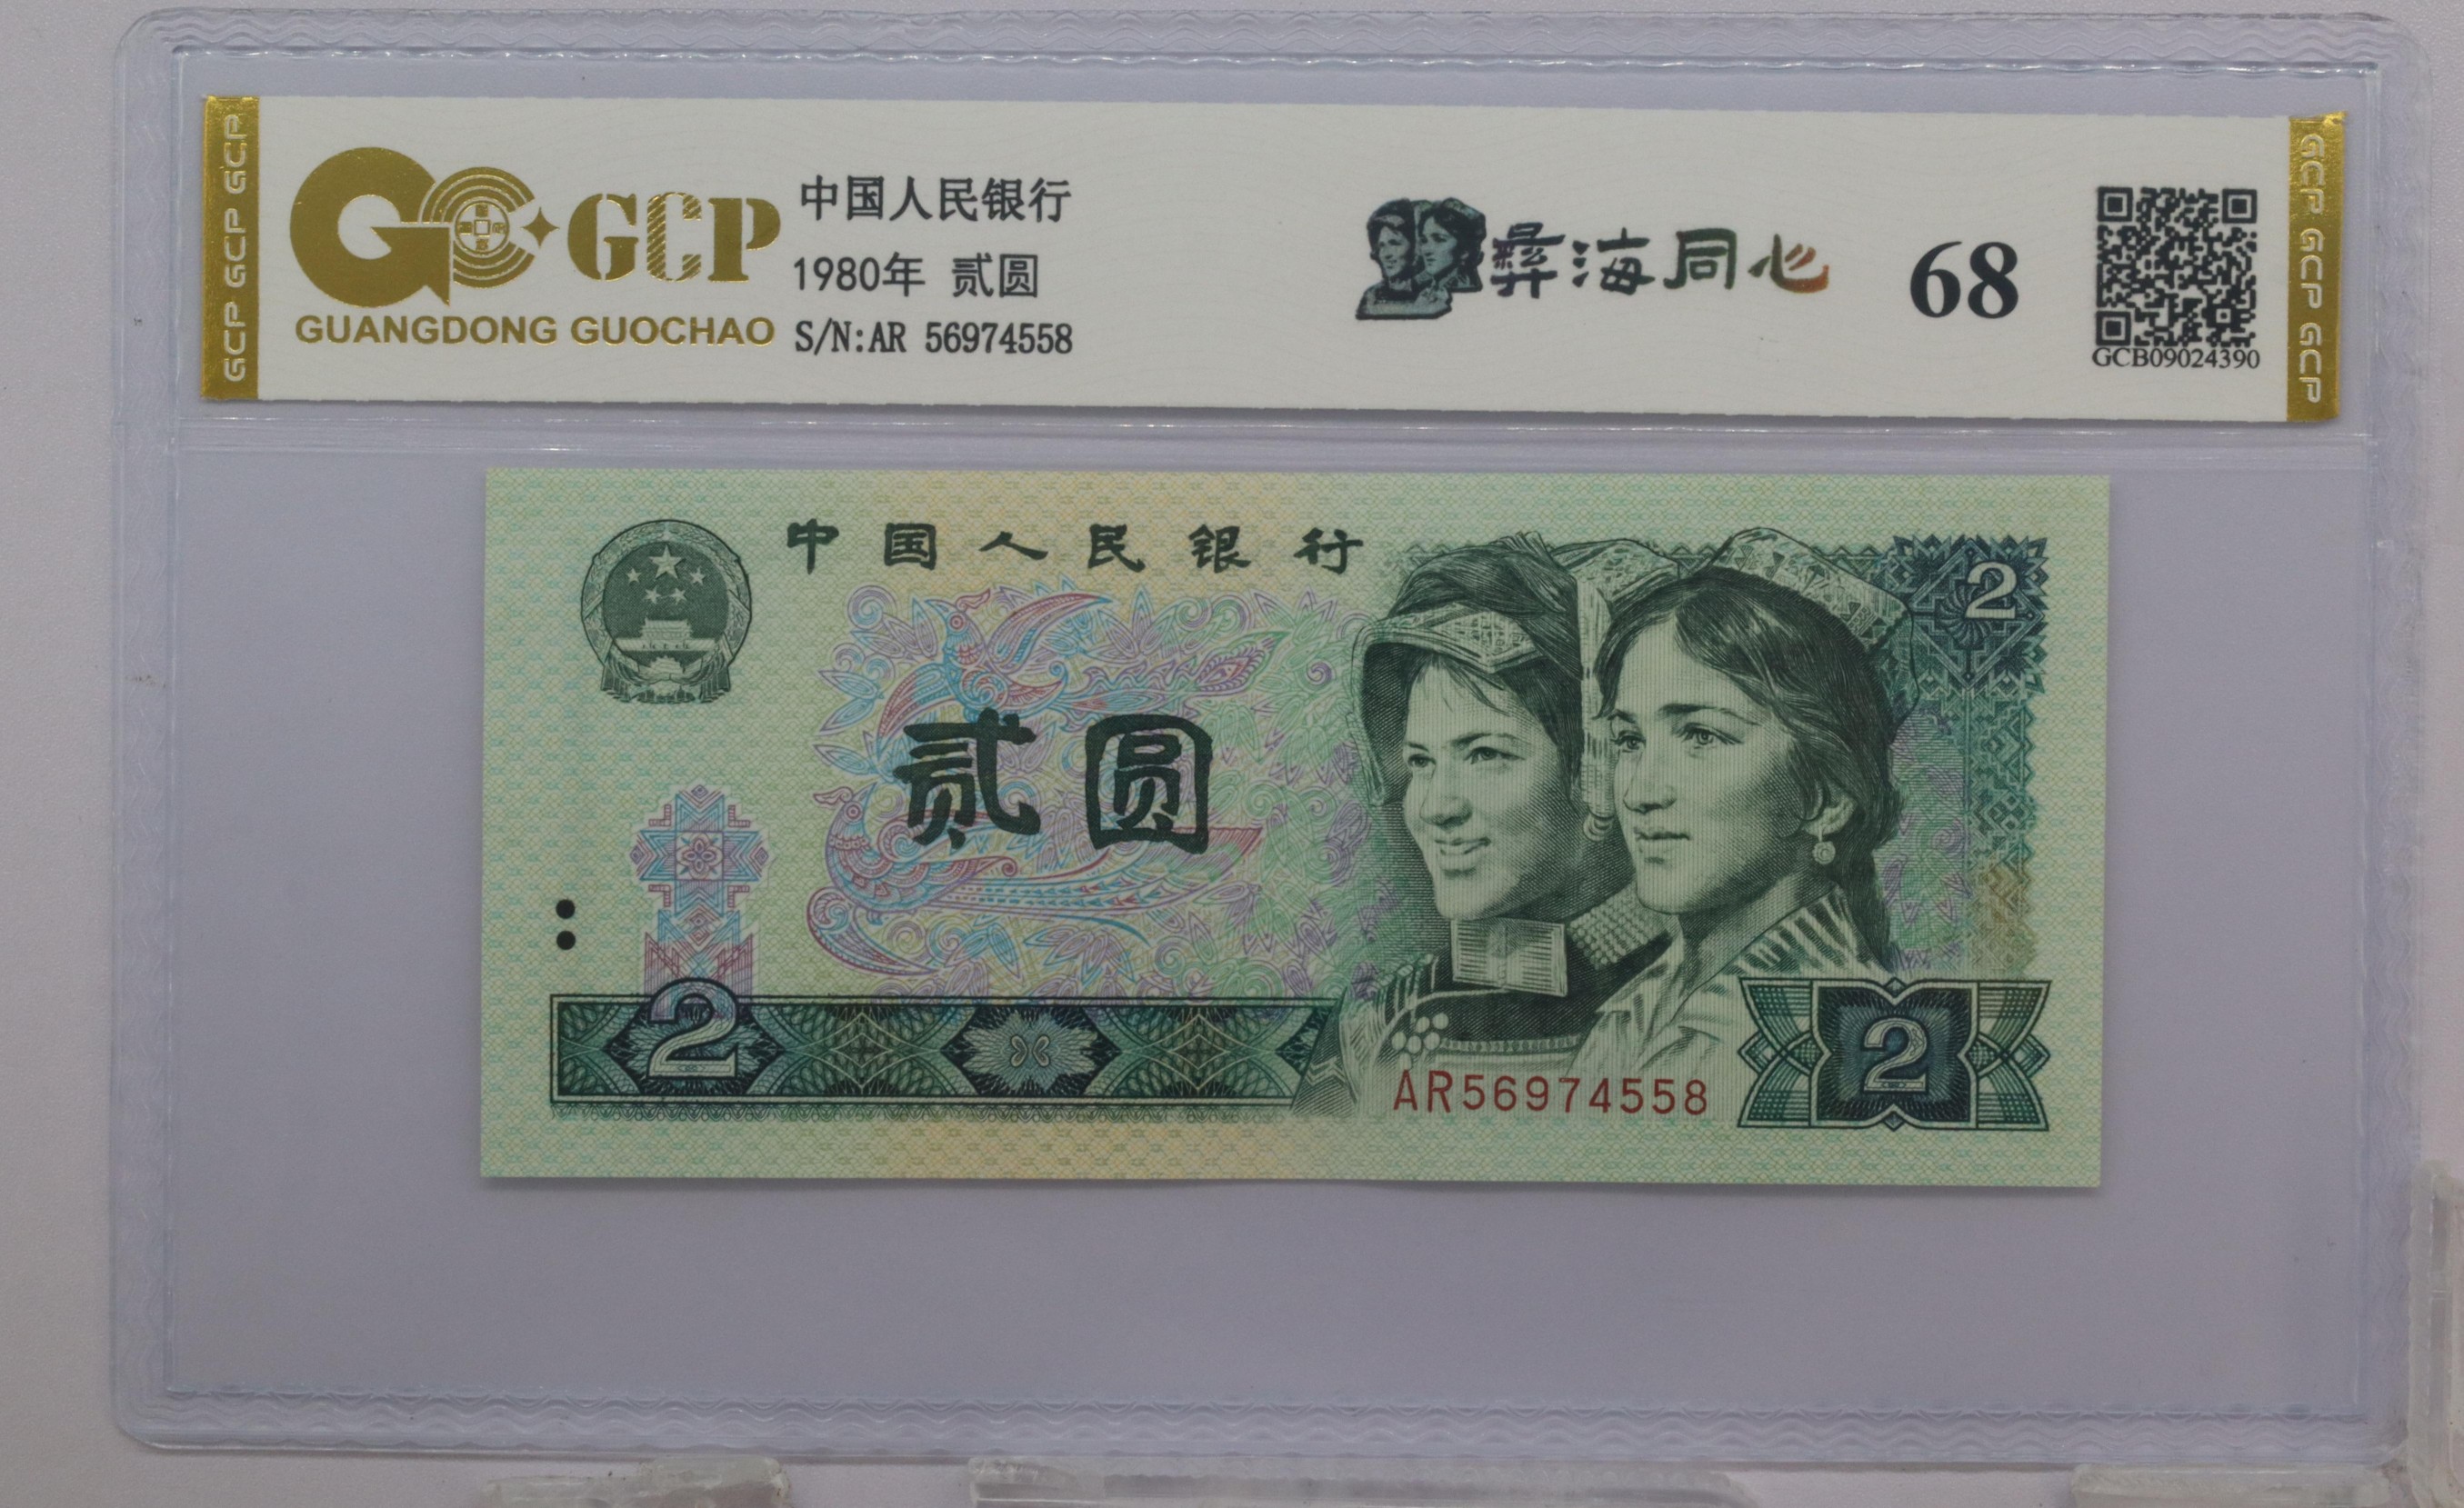 GCP GCP GCP
GCP
GUANGDONG GUOCHAO
中国人民银行
1980年 贰圆
S/N:AR 56974558
彝海同心
68
GCB09024390
GCP GCP GCP
中国人民银行
2
贰圆
2
AR56974558
2